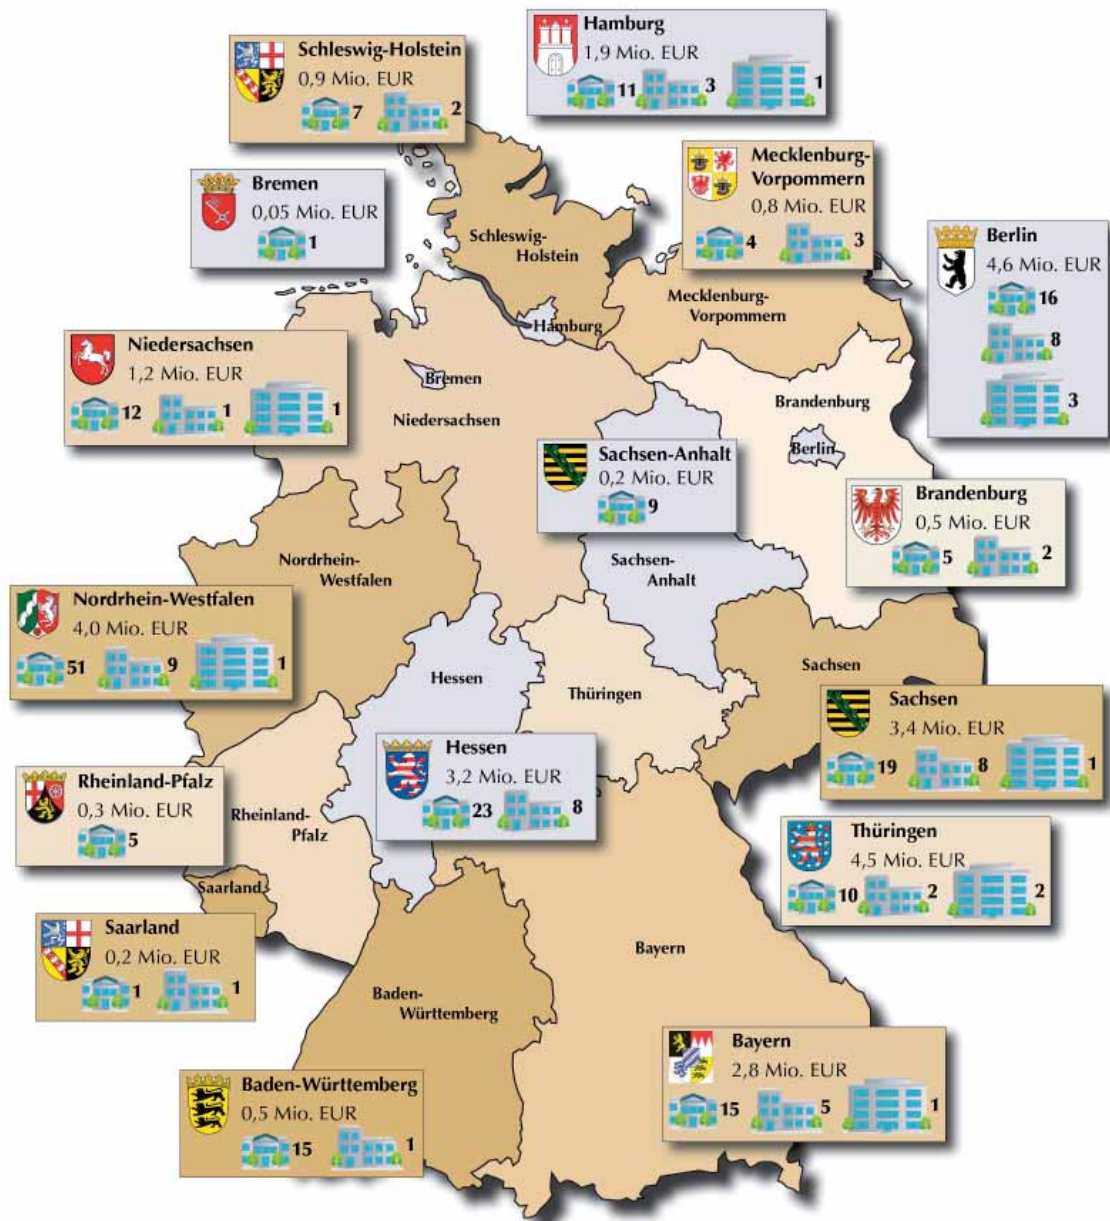 Schleswig-Holstein
0,9 Mio. EUR
7
2
Hamburg
1,9 Mio. EUR
11
3
1
Bremen
0,05 Mio. EUR
1
Mecklenburg-
Vorpommern
0,8 Mio. EUR
4
3
Berlin
4,6 Mio. EUR
16
8
3
Schleswig-
Holstein
Mecklenburg-
Vorpommern
Hamburg
Niedersachsen
1,2 Mio. EUR
12
1
1
Bremen
Niedersachsen
Brandenburg
Berlin
Sachsen-Anhalt
0,2 Mio. EUR
9
Brandenburg
0,5 Mio. EUR
5
2
Nordrhein-
Westfalen
Sachsen-
Anhalt
Nordrhein-Westfalen
4,0 Mio. EUR
51
9
1
Hessen
Thüringen
Sachsen
Sachsen
3,4 Mio. EUR
19
8
1
Hessen
3,2 Mio. EUR
23
8
Rheinland-Pfalz
0,3 Mio. EUR
5
Rheinland-
Pfalz
Thüringen
4,5 Mio. EUR
10
2
2
Saarland
Saarland
0,2 Mio. EUR
1
1
Bayern
Baden-
Württemberg
Bayern
2,8 Mio. EUR
15
5
1
Baden-Württemberg
0,5 Mio. EUR
15
1